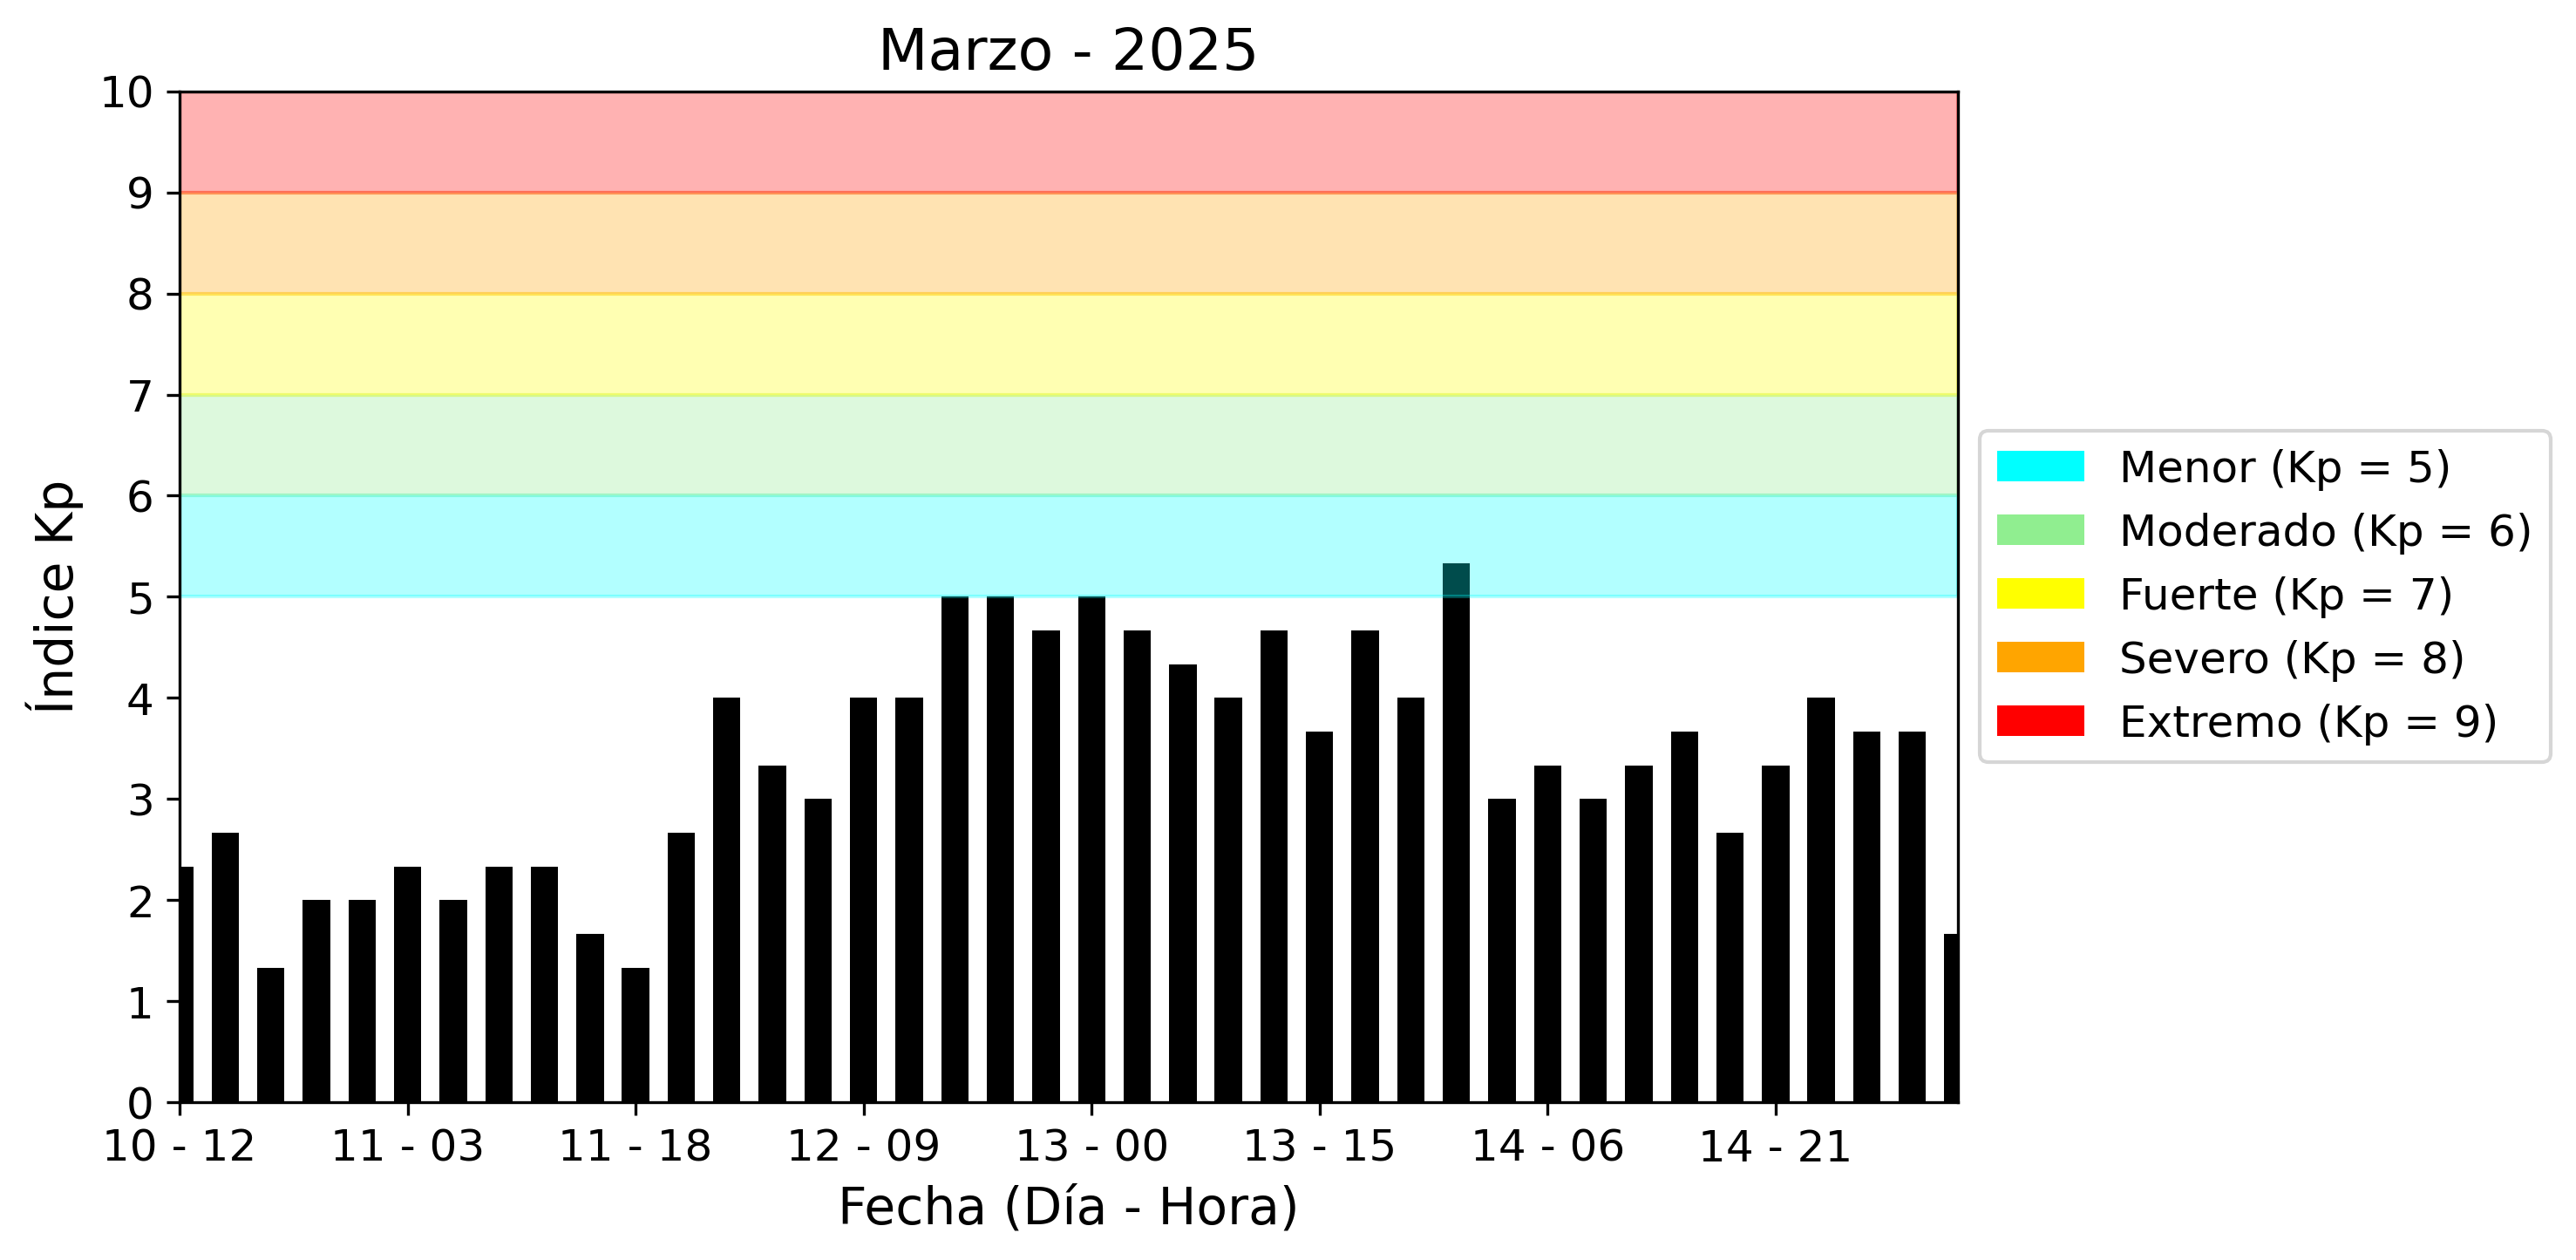 Marzo - 2025
10
9
8
7
6
5
4
3
2
1
0
Índice Kp
10 - 12 11 - 03 11 - 18 12 - 09 13 - 00 13 - 15 14 - 06 14 - 21
Fecha (Día - Hora)
Menor (Kp = 5)
Moderado (Kp = 6)
Fuerte (Kp = 7)
Severo (Kp = 8)
Extremo (Kp = 9)